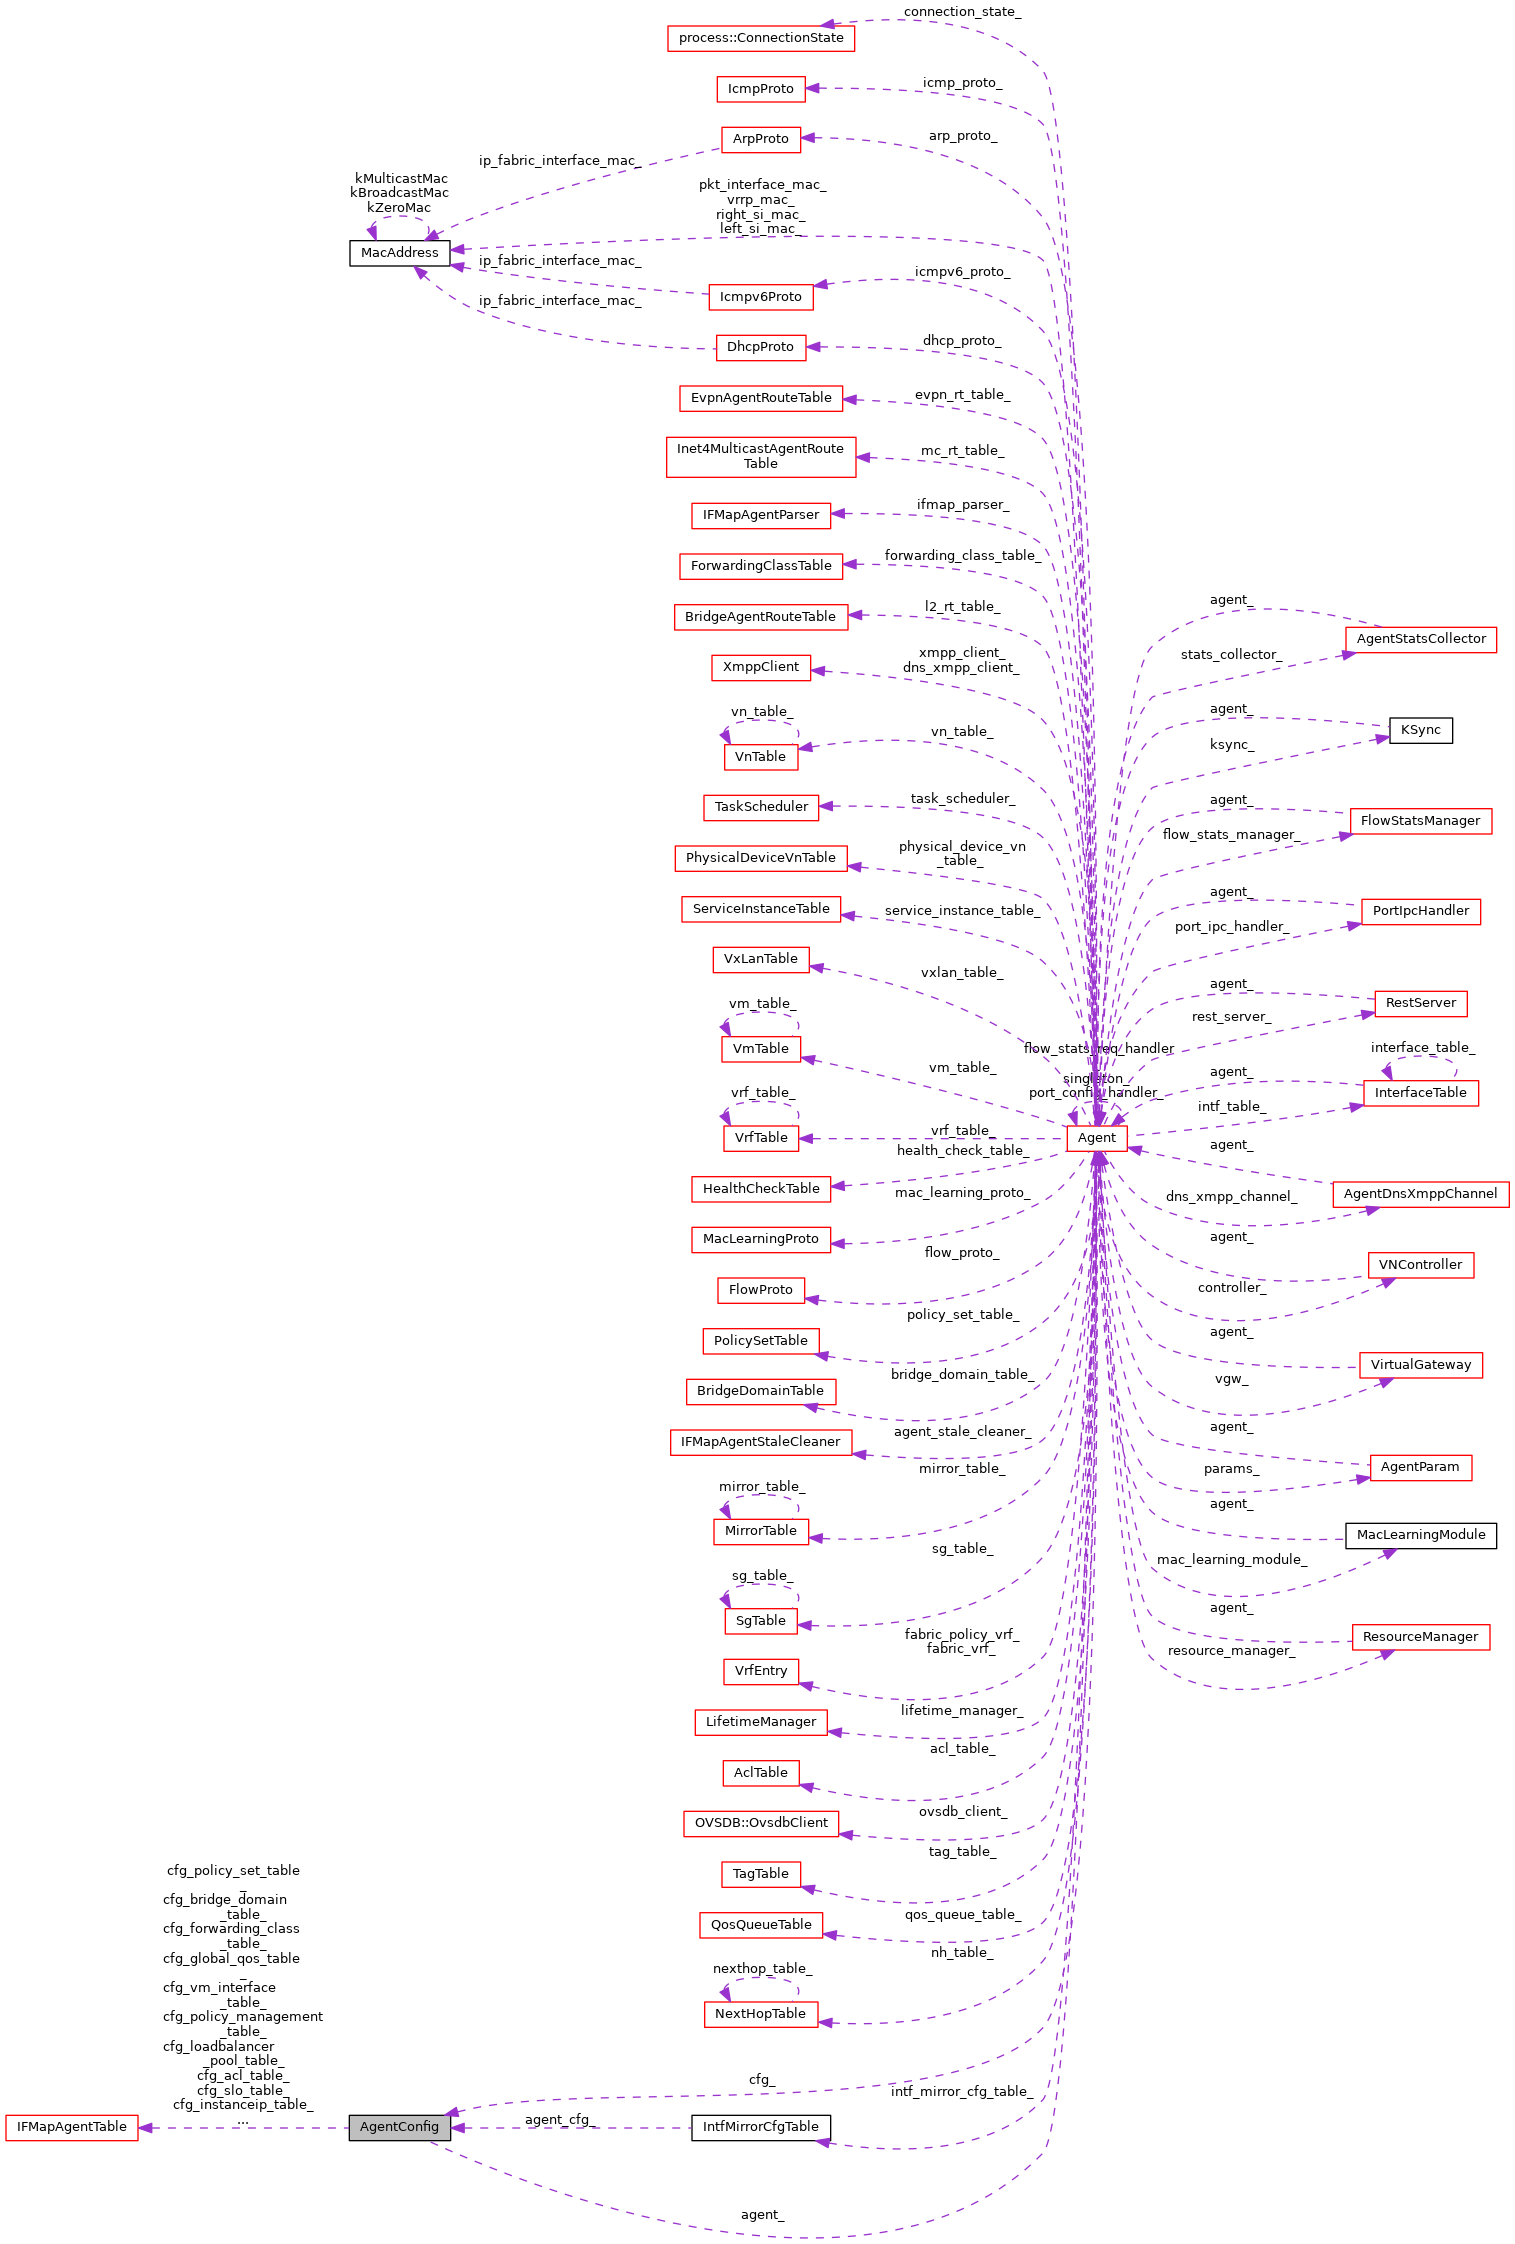 connection_state_
process::ConnectionState
icmp_proto_
IcmpProto
arp_proto_
ArpProto
ip_fabric_interface_mac_
kMulticastMac
kBroadcastMac
kZeroMac
pkt_interface_mac_
vrrp_mac_
right_si_mac_
left_si_mac_
MacAddress
ip_fabric_interface_mac_
icmpv6_proto_
Icmpv6Proto
ip_fabric_interface_mac_
dhcp_proto_
DhcpProto
evpn_rt_table_
EvpnAgentRouteTable
mc_rt_table_
Inet4MulticastAgentRoute
Table
ifmap_parser_
IFMapAgentParser
forwarding_class_table_
ForwardingClassTable
l2_rt_table_
BridgeAgentRouteTable
agent_
AgentStatsCollector
stats_collector_
xmpp_client_
dns_xmpp_client_
XmppClient
vn_table_
vn_table_
VnTable
agent_
KSync
ksync_
task_scheduler_
TaskScheduler
agent_
FlowStatsManager
flow_stats_manager_
physical_device_vn
_table_
PhysicalDeviceVnTable
service_instance_table_
ServiceInstanceTable
agent_
PortIpcHandler
port_ipc_handler_
vxlan_table_
VxLanTable
agent_
RestServer
rest_server_
vm_table_
vm_table_
VmTable
flow_stats_req_handler
singleton_
port_config_handler_
interface_table_
agent_
InterfaceTable
intf_table_
vrf_table_
vrf_table_
VrfTable
Agent
health_check_table_
HealthCheckTable
agent_
AgentDnsXmppChannel
dns_xmpp_channel_
mac_learning_proto_
MacLearningProto
flow_proto_
FlowProto
agent_
VNController
controller_
policy_set_table_
PolicySetTable
agent_
VirtualGateway
vgw_
bridge_domain_table_
BridgeDomainTable
agent_stale_cleaner_
IFMapAgentStaleCleaner
agent_
AgentParam
params_
mirror_table_
mirror_table_
MirrorTable
agent_
MacLearningModule
mac_learning_module_
sg_table_
sg_table_
SgTable
agent_
ResourceManager
resource_manager_
fabric_policy_vrf_
fabric_vrf_
VrfEntry
lifetime_manager_
LifetimeManager
acl_table_
AclTable
ovsdb_client_
OVSDB::OvsdbClient
tag_table_
TagTable
qos_queue_table_
QosQueueTable
nh_table_
nexthop_table_
NextHopTable
cfg_policy_set_table
_
cfg_bridge_domain
_table_
cfg_forwarding_class
_table_
cfg_global_qos_table
_
cfg_vm_interface
_table_
cfg_policy_management
_table_
cfg_loadbalancer
_pool_table_
cfg_acl_table_
cfg_slo_table_
cfg_instanceip_table_
...
cfg_
intf_mirror_cfg_table_
IFMapAgentTable
AgentConfig
agent_cfg_
IntfMirrorCfgTable
agent_